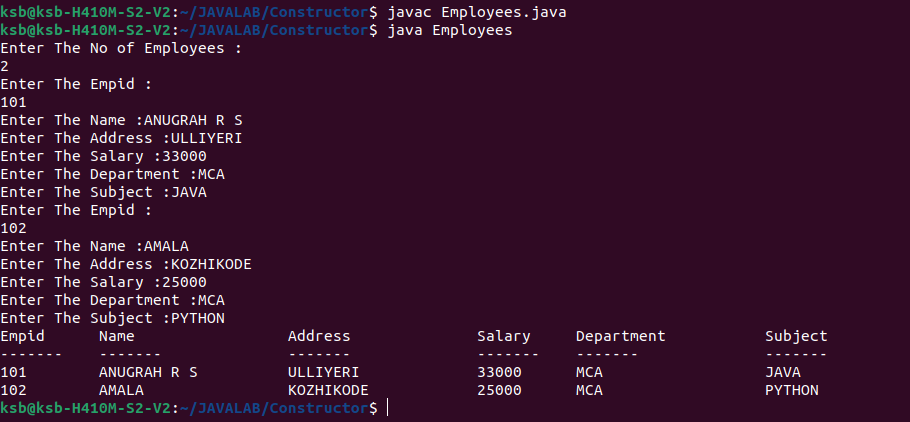 ksb@ksb-H410M-S2-V2:~/JAVALAB/Constructor$ javac Employees.java
ksb@ksb-H410M-S2-V2:~/JAVALAB/Constructor$ java Employees
Enter The No of Employees :
2
Enter The Empid :
101
Enter The Name :ANUGRAH R S
Enter The Address :ULLIYERI
Enter The Salary :33000
Enter The Department :MCA
Enter The Subject :JAVA
Enter The Empid :
102
Enter The Name :AMALA
Enter The Address :KOZHIKODE
Enter The Salary :25000
Enter The Department :MCA
Enter The Subject :PYTHON
Empid      Name                 Address              Salary     Department           Subject
-------    -------              -------              -------    -------              -------
101        ANUGRAH R S          ULLIYERI             33000      MCA                  JAVA
102        AMALA                KOZHIKODE            25000      MCA                  PYTHON
ksb@ksb-H410M-S2-V2:~/JAVALAB/Constructor$